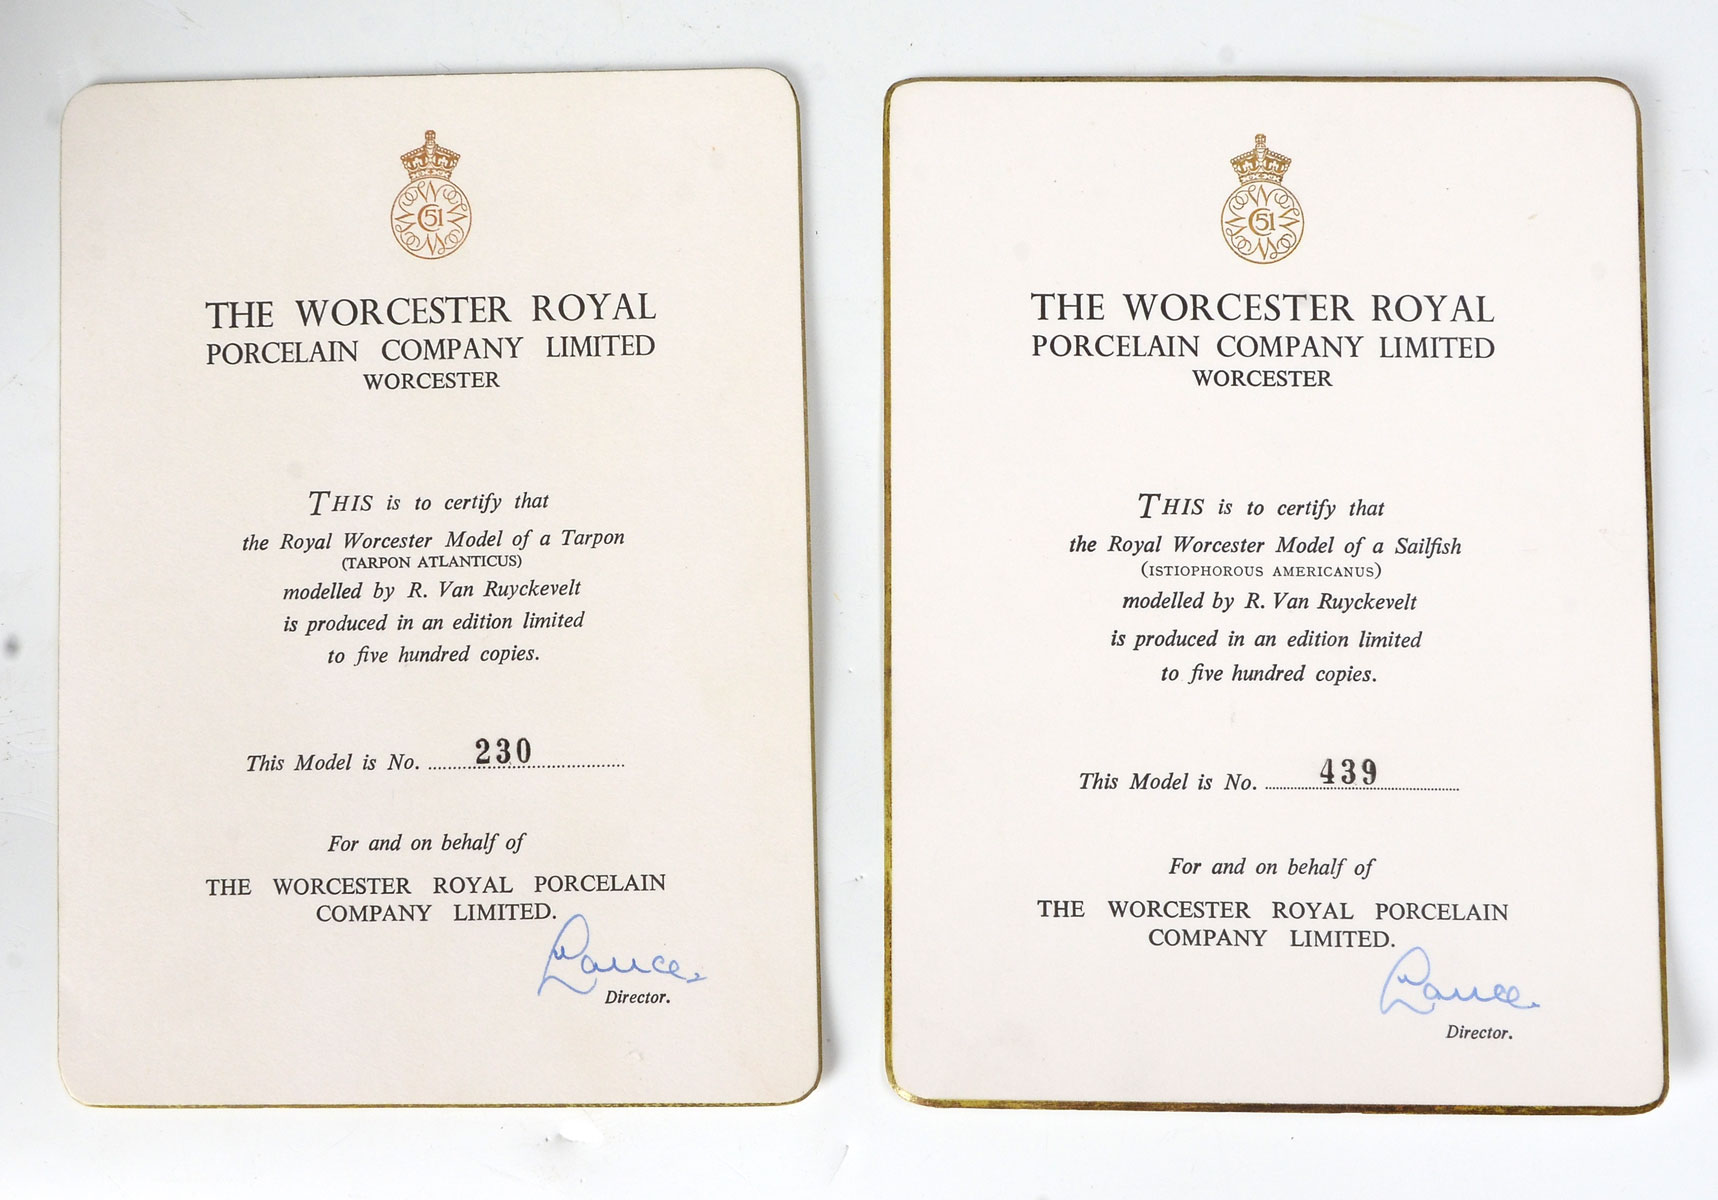 C 51
THE WORCESTER ROYAL
PORCELAIN COMPANY LIMITED
WORCESTER
THIS is to certify that
the Royal Worcester Model of a Tarpon
(TARPON ATLANTICUS)
modelled by R. Van Ruyckevelt
is produced in an edition limited
to five hundred copies.
This Model is No. 230
For and on behalf of
THE WORCESTER ROYAL PORCELAIN
COMPANY LIMITED.
Director.
C 51
THE WORCESTER ROYAL
PORCELAIN COMPANY LIMITED
WORCESTER
THIS is to certify that
the Royal Worcester Model of a Sailfish
(ISTIOPHOROUS AMERICANUS)
modelled by R. Van Ruyckevelt
is produced in an edition limited
to five hundred copies.
This Model is No. 439
For and on behalf of
THE WORCESTER ROYAL PORCELAIN
COMPANY LIMITED.
Director.